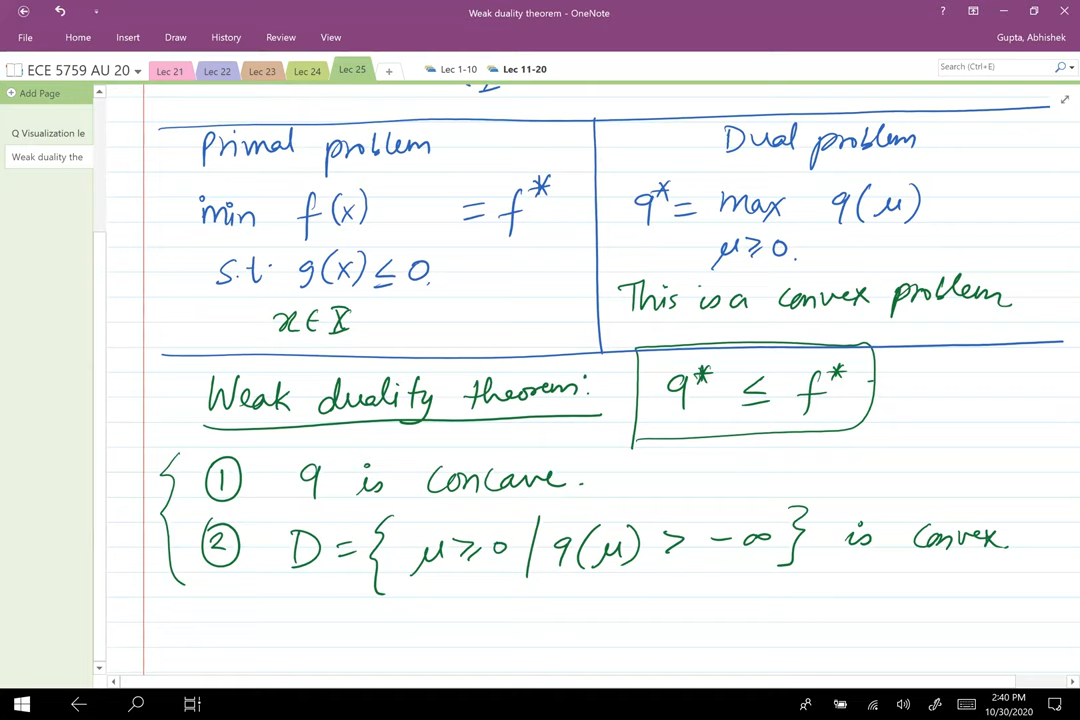 Weak duality theorem - OneNote
File Home Insert Draw History Review View
Gupta, Abhishek
ECE 5759 AU 20
Lec 21 Lec 22 Lec 23 Lec 24 Lec 25 + Lec 1-10 Lec 11-20
Search (Ctrl+E)
Add Page
Q Visualization le
Weak duality the
Primal problem
min f(x) = f*
s.t. g(x) ≤ 0.
x ∈ X
Dual problem
q* = max q(μ)
μ ≥ 0.
This is a convex problem
Weak duality theorem: q* ≤ f*
① q is concave.
② D = { μ ≥ 0 | q(μ) > -∞ } is convex.
2:40 PM
10/30/2020